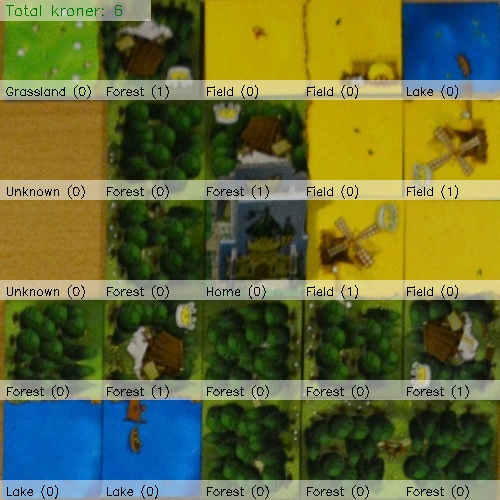 Total kroner: 6
Grassland (0) Forest (1) Field (0) Field (0) Lake (0)
Unknown (0) Forest (0) Forest (1) Field (0) Field (1)
Unknown (0) Forest (0) Home (0) Field (1) Field (0)
Forest (0) Forest (1) Forest (0) Forest (0) Forest (1)
Lake (0) Lake (0) Forest (0) Forest (0) Forest (0)